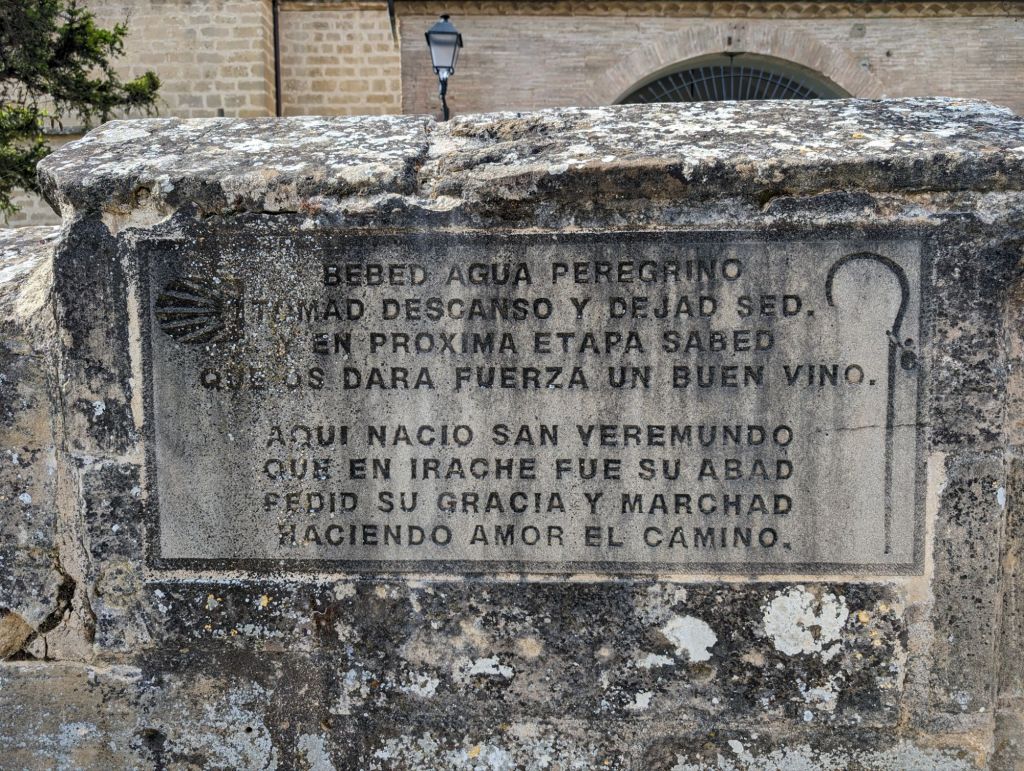 BEBED AGUA PEREGRINO
TOMAD DESCANSO Y DEJAD SED.
EN PROXIMA ETAPA SABED
QUE OS DARA FUERZA UN BUEN VINO.
AQUI NACIO SAN VEREMUNDO
QUE EN IRACHE FUE SU ABAD
PEDID SU GRACIA Y MARCHAD
HACIENDO AMOR EL CAMINO.